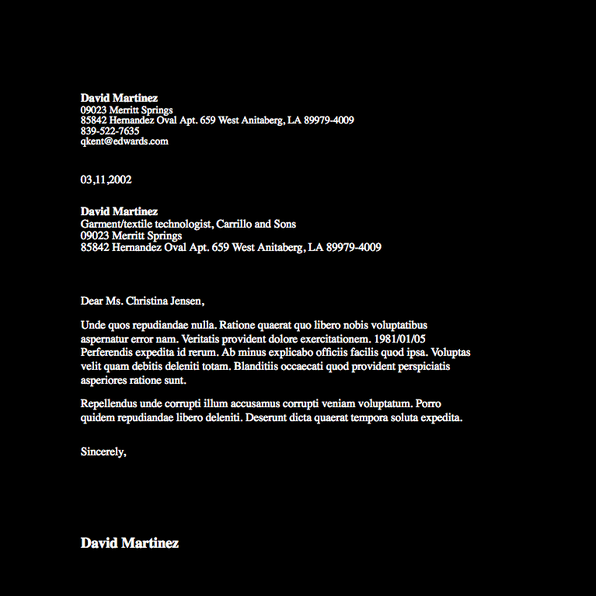 David Martinez
09023 Merritt Springs
85842 Hernandez Oval Apt. 659 West Anitaberg, LA 89979-4009
839-522-7635
qkent@edwards.com
03,11,2002
David Martinez
Garment/textile technologist, Carrillo and Sons
09023 Merritt Springs
85842 Hernandez Oval Apt. 659 West Anitaberg, LA 89979-4009
Dear Ms. Christina Jensen,
Unde quos repudiandae nulla. Ratione quaerat quo libero nobis voluptatibus
aspernatur error nam. Veritatis provident dolore exercitationem. 1981/01/05
Perferendis expedita id rerum. Ab minus explicabo officiis facilis quod ipsa. Voluptas
velit quam debitis deleniti totam. Blanditiis occaecati quod provident perspiciatis
asperiores ratione sunt.
Repellendus unde corrupti illum accusamus corrupti veniam voluptatum. Porro
quidem repudiandae libero deleniti. Deserunt dicta quaerat tempora soluta expedita.
Sincerely,
David Martinez